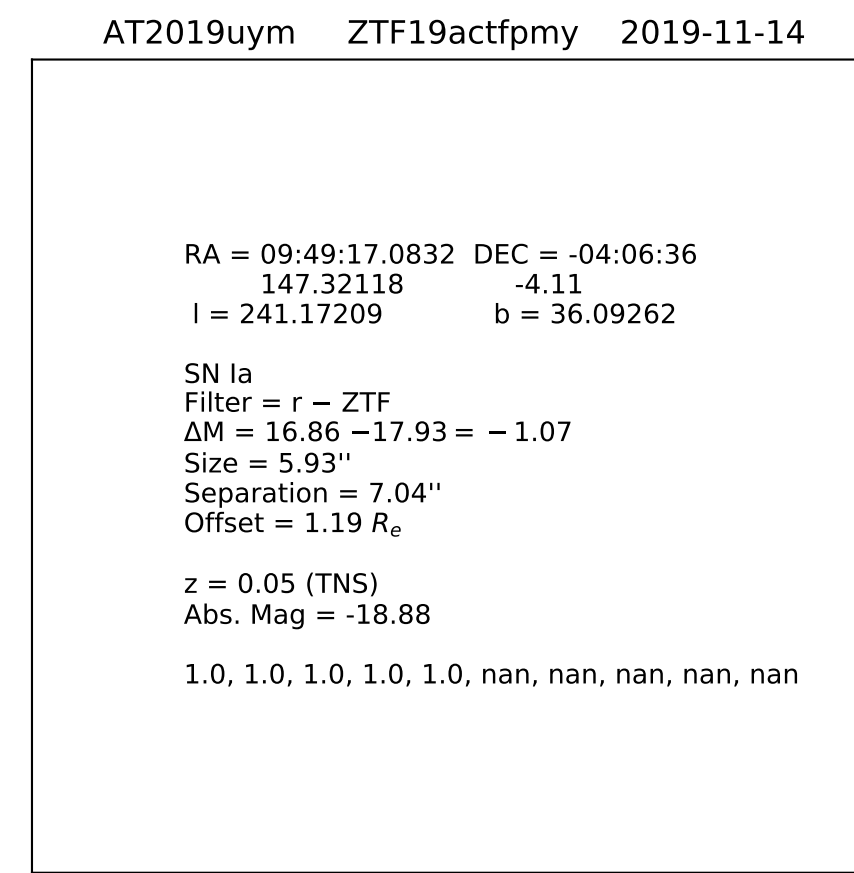 AT2019uym ZTF19actfpmy 2019-11-14
RA = 09:49:17.0832 DEC = -04:06:36
147.32118 -4.11
l = 241.17209 b = 36.09262
SN Ia
Filter = r − ZTF
ΔM = 16.86 −17.93 = − 1.07
Size = 5.93''
Separation = 7.04''
Offset = 1.19 Rₑ
z = 0.05 (TNS)
Abs. Mag = -18.88
1.0, 1.0, 1.0, 1.0, 1.0, nan, nan, nan, nan, nan